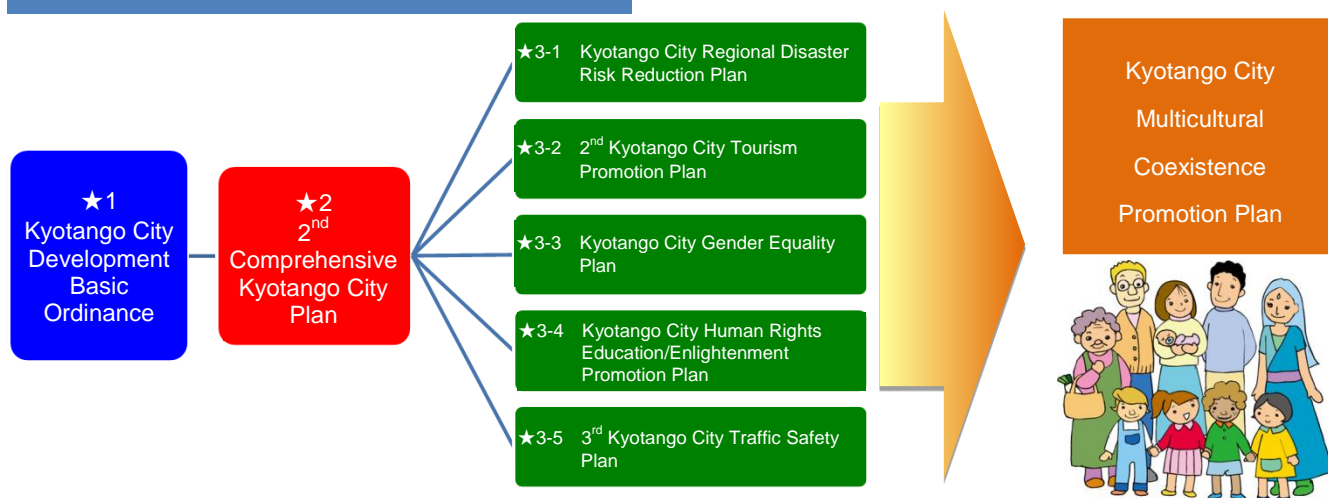 ★1
Kyotango City
Development
Basic
Ordinance
★2
2nd
Comprehensive
Kyotango City
Plan
★3-1 Kyotango City Regional Disaster
Risk Reduction Plan
★3-2 2nd Kyotango City Tourism
Promotion Plan
★3-3 Kyotango City Gender Equality
Plan
★3-4 Kyotango City Human Rights
Education/Enlightenment
Promotion Plan
★3-5 3rd Kyotango City Traffic Safety
Plan
Kyotango City
Multicultural
Coexistence
Promotion Plan